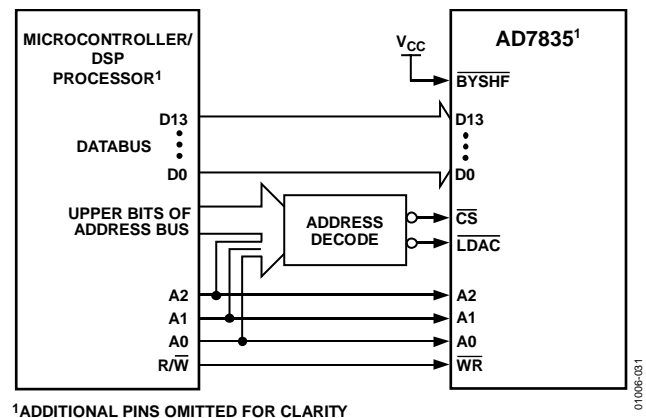 MICROCONTROLLER/
DSP
PROCESSOR1
VCC
AD78351
BYSHF
D13
D13
DATABUS
D0
D0
UPPER BITS OF
ADDRESS BUS
ADDRESS
DECODE
CS
LDAC
A2
A2
A1
A1
A0
A0
R/W
WR
1ADDITIONAL PINS OMITTED FOR CLARITY
01006-031